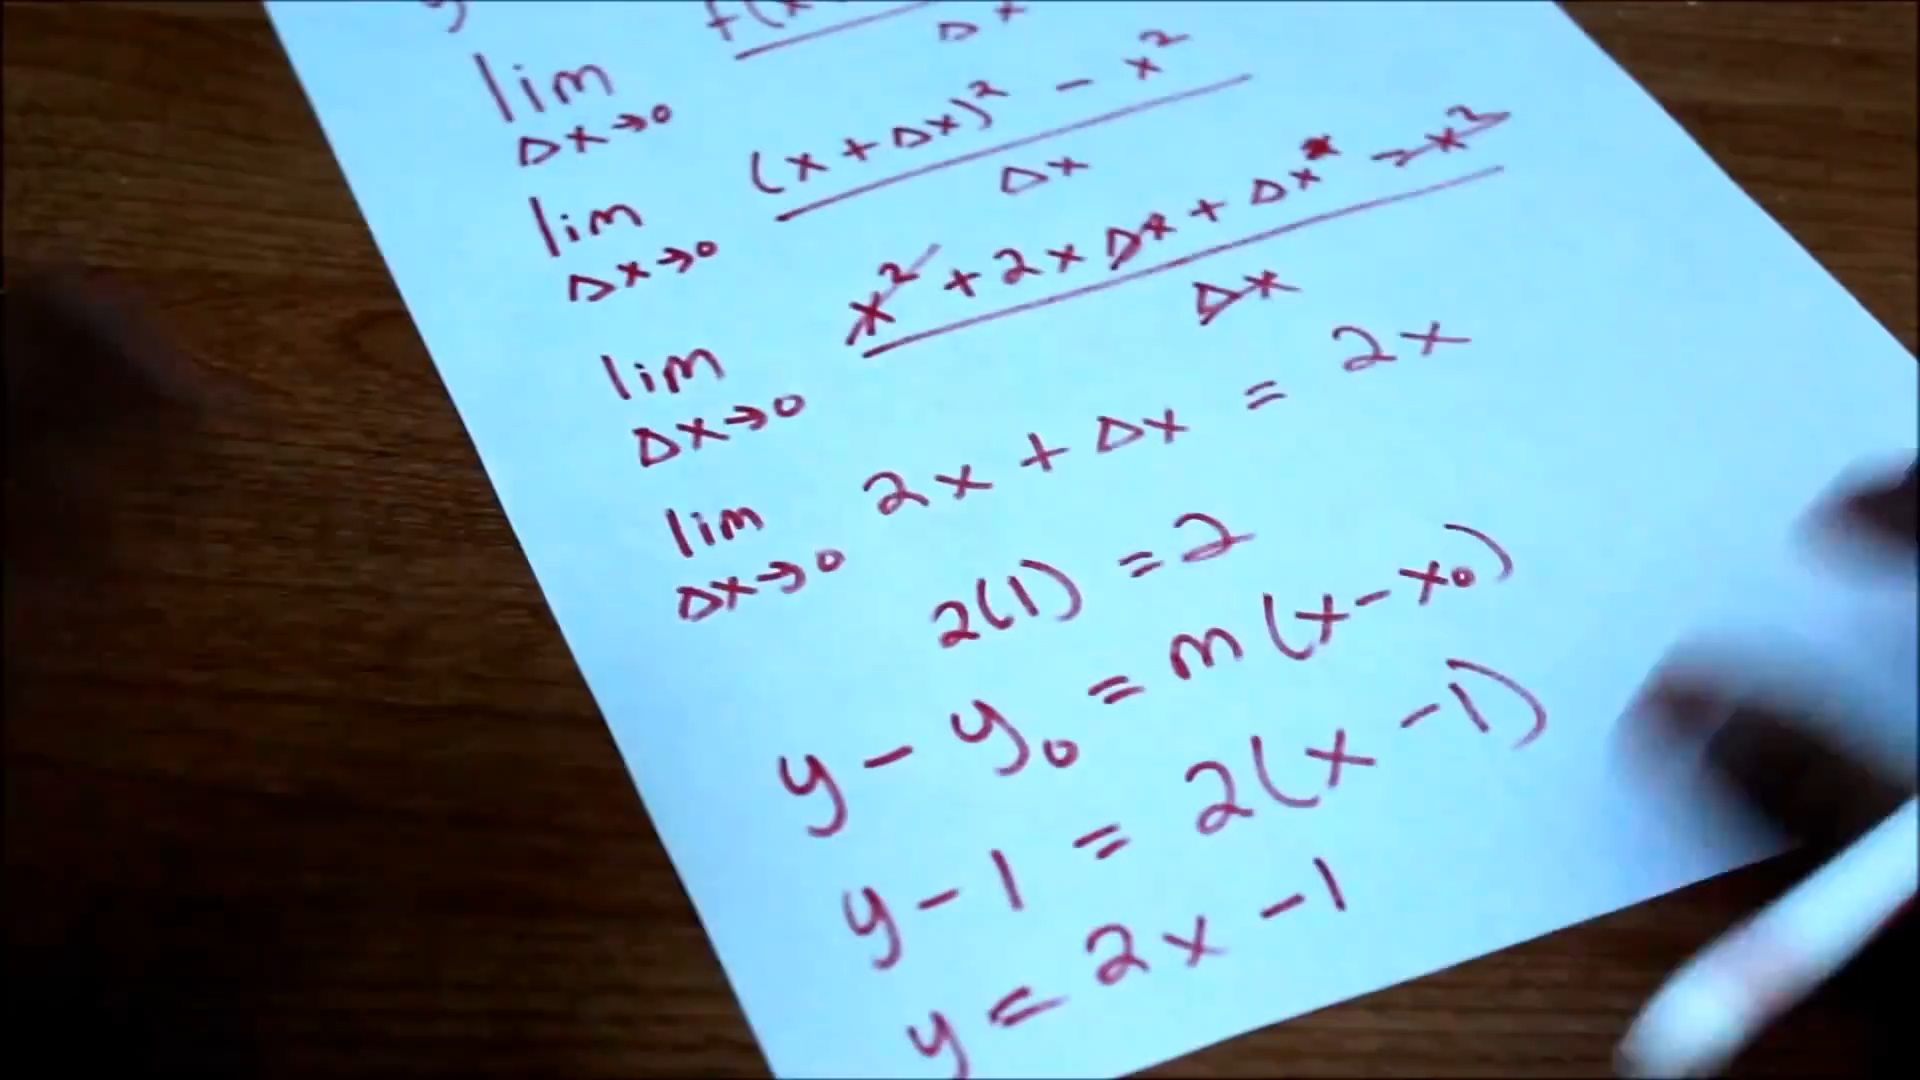 lim Δx→0 f(x Δx
lim Δx→0 (x + Δx)² - x² / Δx
lim Δx→0 x² + 2xΔx + Δx² - x² / Δx
lim Δx→0 2x + Δx = 2x
2(1) = 2
y - y₀ = m(x - x₀)
y - 1 = 2(x - 1)
y = 2x - 1